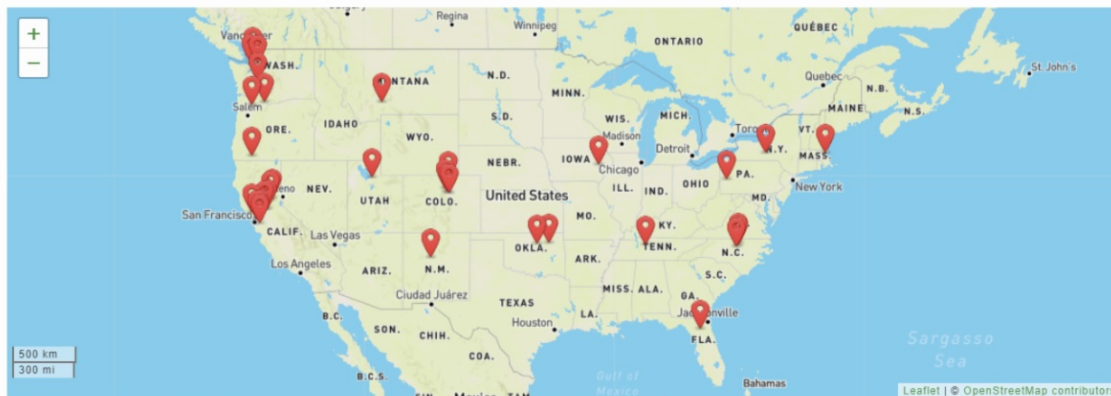 Calgary
Regina
Winnipeg
QUÉBEC
ONTARIO
+
−
Vancouver
WASH.
MONTANA
N.D.
MINN.
Quebec
St. John's
N.B.
MAINE
N.S.
Salem
ORE.
IDAHO
S.D.
WIS.
MICH.
Toronto
VT.
WYO.
Madison
N.Y.
MASS.
NEBR.
IOWA
Chicago
Detroit
PA.
New York
NEV.
UTAH
COLO.
United States
ILL.
IND.
OHIO
MD.
San Francisco
CALIF.
Las Vegas
MO.
KY.
Los Angeles
ARIZ.
N.M.
OKLA.
ARK.
TENN.
N.C.
S.C.
Ciudad Juárez
TEXAS
MISS.
ALA.
GA.
B.C.
SON.
CHIH.
Houston
LA.
Jacksonville
FLA.
Sargasso
Sea
500 km
300 mi
COA.
B.C.S.
Gulf of
Mexico
Bahamas
Mexico
TAM.
Leaflet | © OpenStreetMap contributors